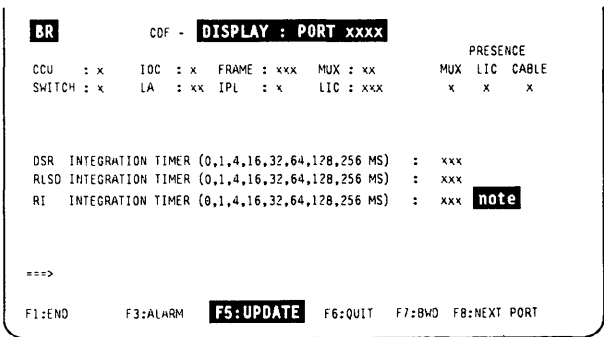 BR CDF - DISPLAY : PORT xxxx
PRESENCE
CCU : x IOC : x FRAME : xxx MUX : xx MUX LIC CABLE
SWITCH : x LA : xx IPL : x LIC : xxx x x x
DSR INTEGRATION TIMER (0,1,4,16,32,64,128,256 MS) : xxx
RLSD INTEGRATION TIMER (0,1,4,16,32,64,128,256 MS) : xxx
RI INTEGRATION TIMER (0,1,4,16,32,64,128,256 MS) : xxx note
===>
F1:END F3:ALARM F5:UPDATE F6:QUIT F7:BWD F8:NEXT PORT